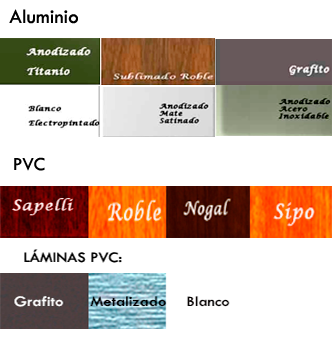 Aluminio
Anodizado
Titanio
Sublimado Roble
Grafito
Blanco
Electropintado
Anodizado
Mate
Satinado
Anodizado
Acero
Inoxidable
PVC
Sapelli
Roble
Nogal
Sipo
LÁMINAS PVC:
Grafito
Metalizado
Blanco